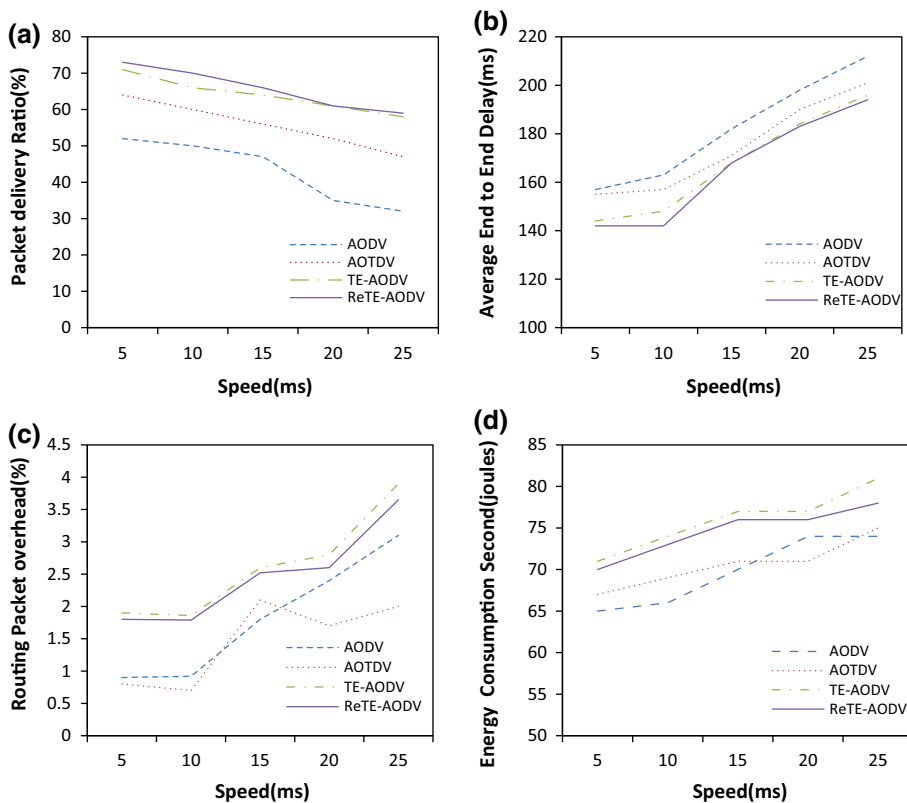 (a)
Packet delivery Ratio(%)
80
70
60
50
40
30
20
10
0
AODV
AOTDV
TE-AODV
ReTE-AODV
5 10 15 20 25
Speed(ms)
(b)
Average End to End Delay(ms)
220
200
180
160
140
120
100
AODV
AOTDV
TE-AODV
ReTE-AODV
5 10 15 20 25
Speed(ms)
(c)
Routing Packet overhead(%)
4.5
4
3.5
3
2.5
2
1.5
1
0.5
0
AODV
AOTDV
TE-AODV
ReTE-AODV
5 10 15 20 25
Speed(ms)
(d)
Energy Consumption Second(joules)
85
80
75
70
65
60
55
50
AODV
AOTDV
TE-AODV
ReTE-AODV
5 10 15 20 25
Speed(ms)